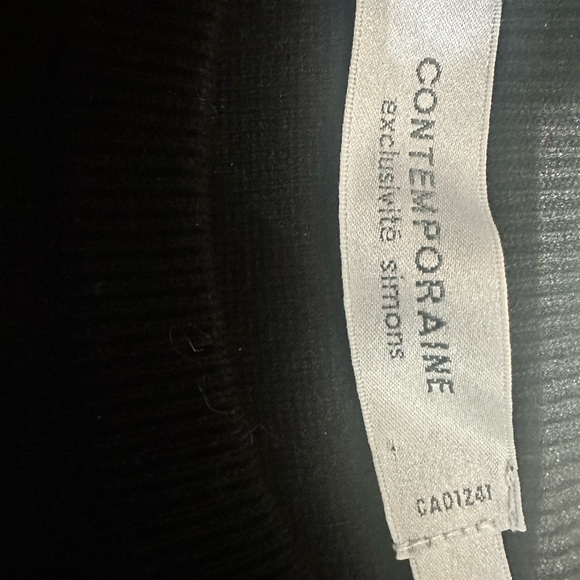 CONTEMPORAINE
exclusivité simons
CA01241